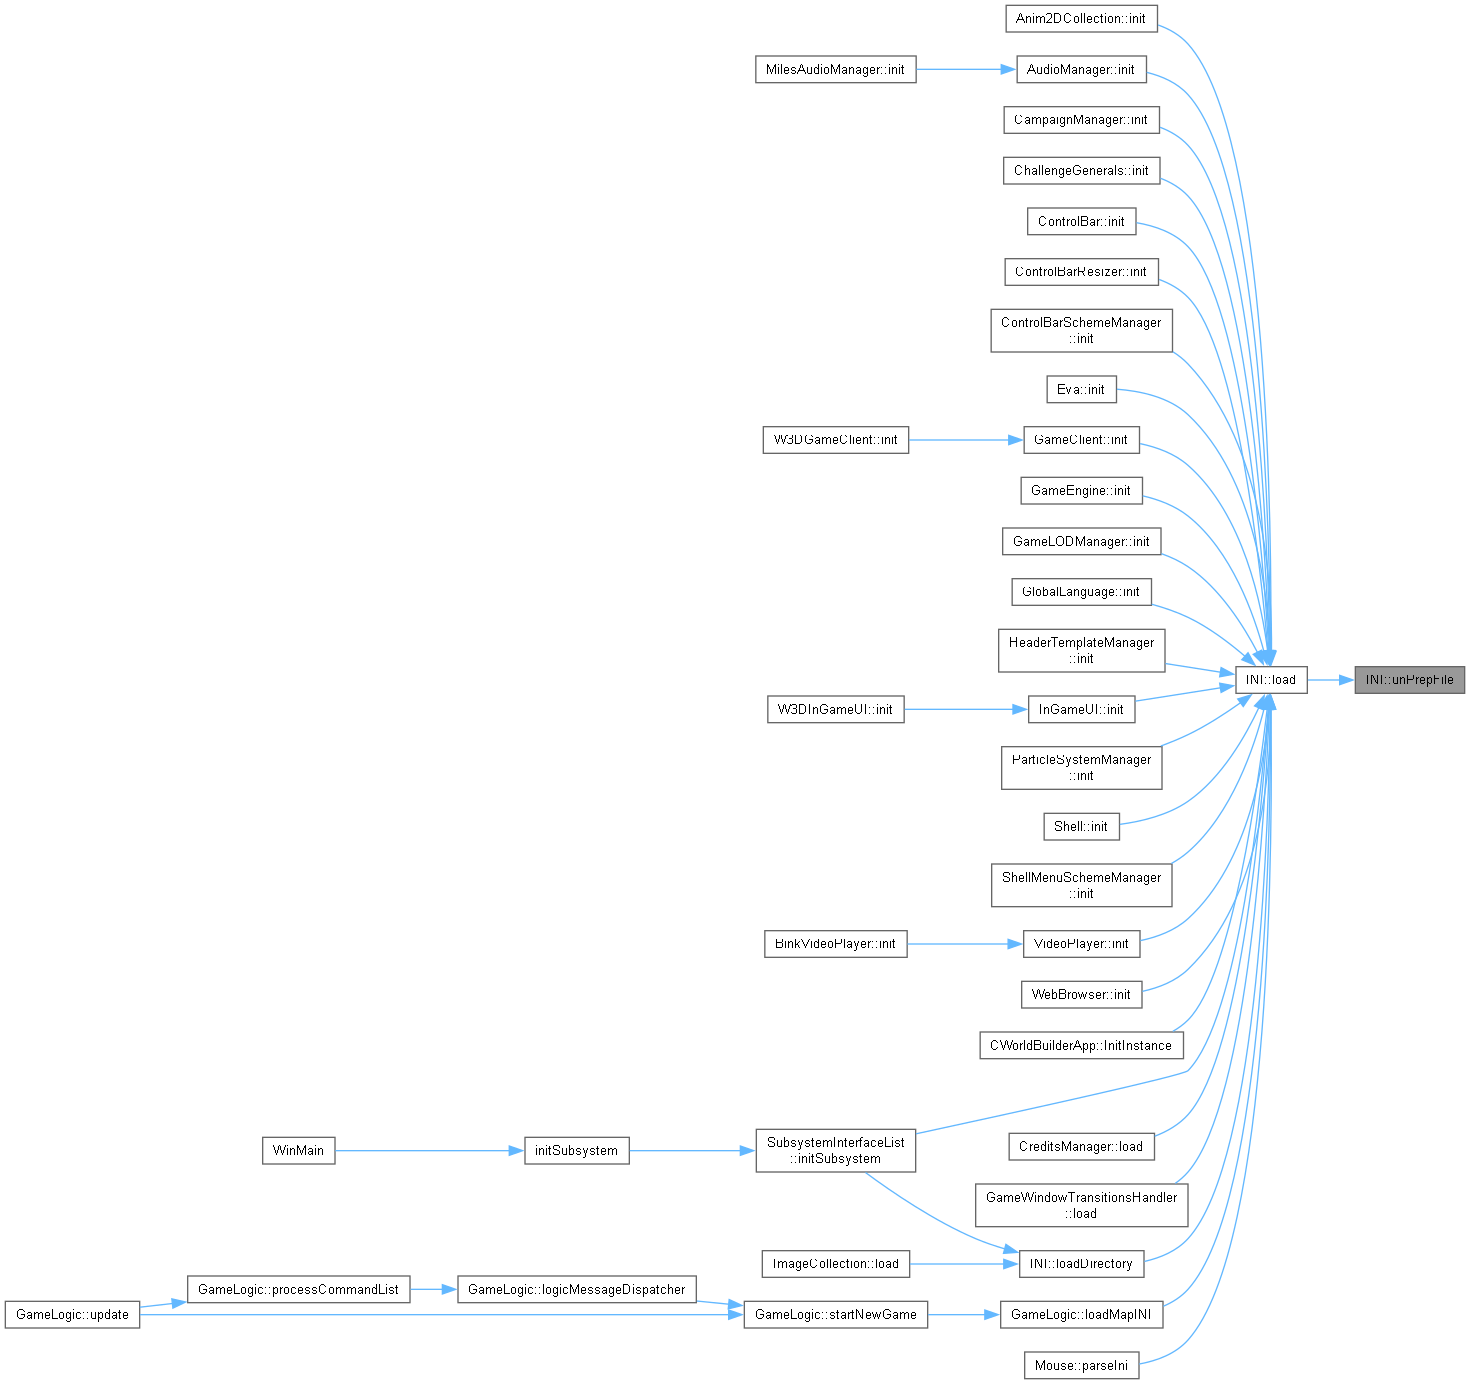 Anim2DCollection::init
MilesAudioManager::init
AudioManager::init
CampaignManager::init
ChallengeGenerals::init
ControlBar::init
ControlBarResizer::init
ControlBarSchemeManager
::init
Eva::init
W3DGameClient::init
GameClient::init
GameEngine::init
GameLODManager::init
GlobalLanguage::init
HeaderTemplateManager
::init
INI::load
INI::unPrepFile
W3DInGameUI::init
InGameUI::init
ParticleSystemManager
::init
Shell::init
ShellMenuSchemeManager
::init
BinkVideoPlayer::init
VideoPlayer::init
WebBrowser::init
CWorldBuilderApp::InitInstance
WinMain
initSubsystem
SubsystemInterfaceList
::initSubsystem
CreditsManager::load
GameWindowTransitionsHandler
::load
ImageCollection::load
INI::loadDirectory
GameLogic::update
GameLogic::processCommandList
GameLogic::logicMessageDispatcher
GameLogic::startNewGame
GameLogic::loadMapINI
Mouse::parseIni